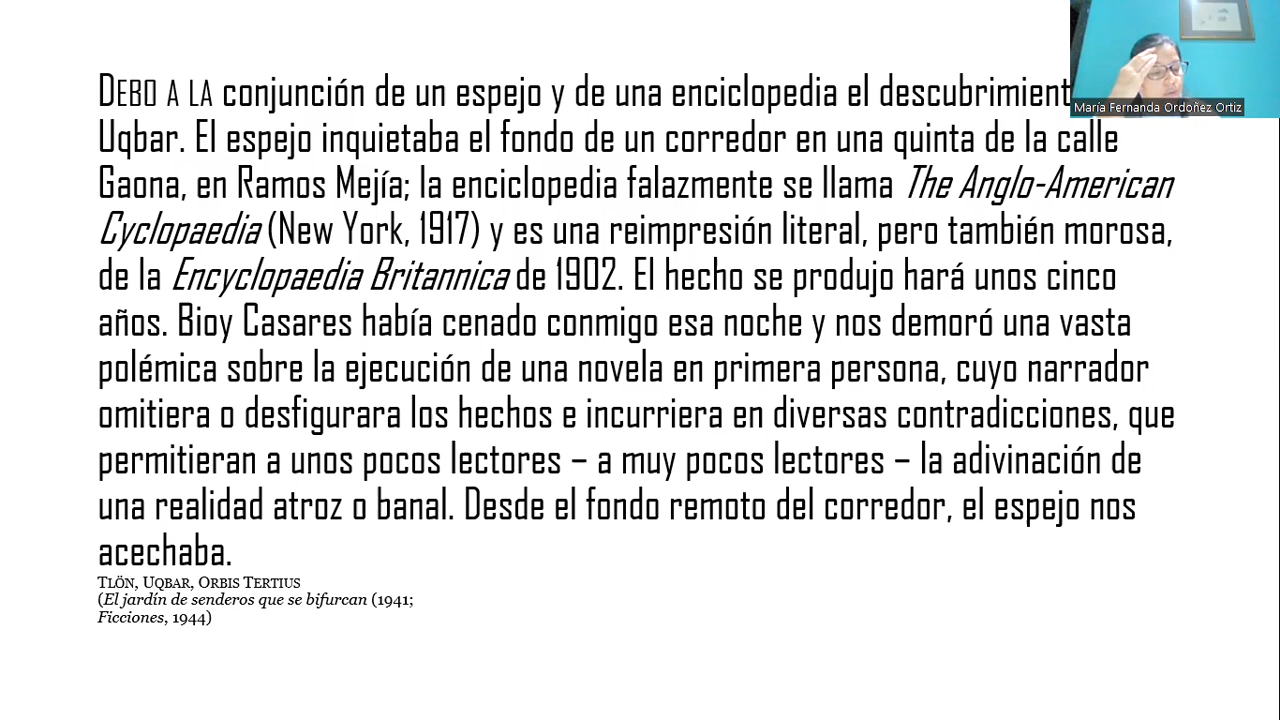 DEBO A LA conjunción de un espejo y de una enciclopedia el descubrimient
Uqbar. El espejo inquietaba el fondo de un corredor en una quinta de la calle
Gaona, en Ramos Mejía; la enciclopedia falazmente se llama The Anglo-American
Cyclopaedia (New York, 1917) y es una reimpresión literal, pero también morosa,
de la Encyclopaedia Britannica de 1902. El hecho se produjo hará unos cinco
años. Bioy Casares había cenado conmigo esa noche y nos demoró una vasta
polémica sobre la ejecución de una novela en primera persona, cuyo narrador
omitiera o desfigurara los hechos e incurriera en diversas contradicciones, que
permitieran a unos pocos lectores – a muy pocos lectores – la adivinación de
una realidad atroz o banal. Desde el fondo remoto del corredor, el espejo nos
acechaba.
TLÖN, UQBAR, ORBIS TERTIUS
(El jardín de senderos que se bifurcan (1941;
Ficciones, 1944)
María Fernanda Ordoñez Ortiz